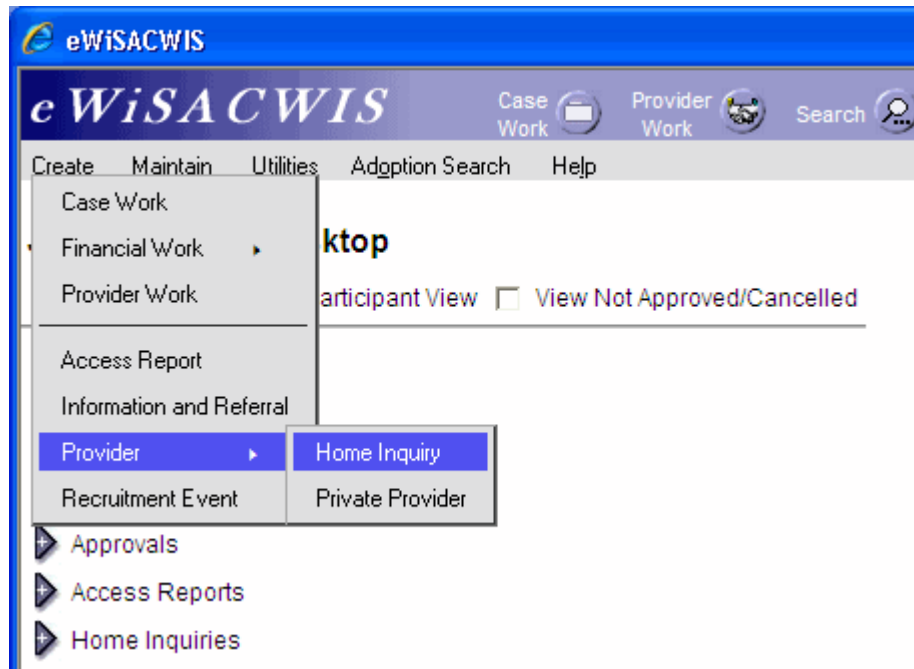 eWiSACWIS
eWiSACWIS
Case Work
Provider Work
Search
Create Maintain Utilities Adoption Search Help
Case Work
Financial Work
Provider Work
Access Report
Information and Referral
Provider
Recruitment Event
Home Inquiry
Private Provider
ktop
articipant View View Not Approved/Cancelled
Approvals
Access Reports
Home Inquiries